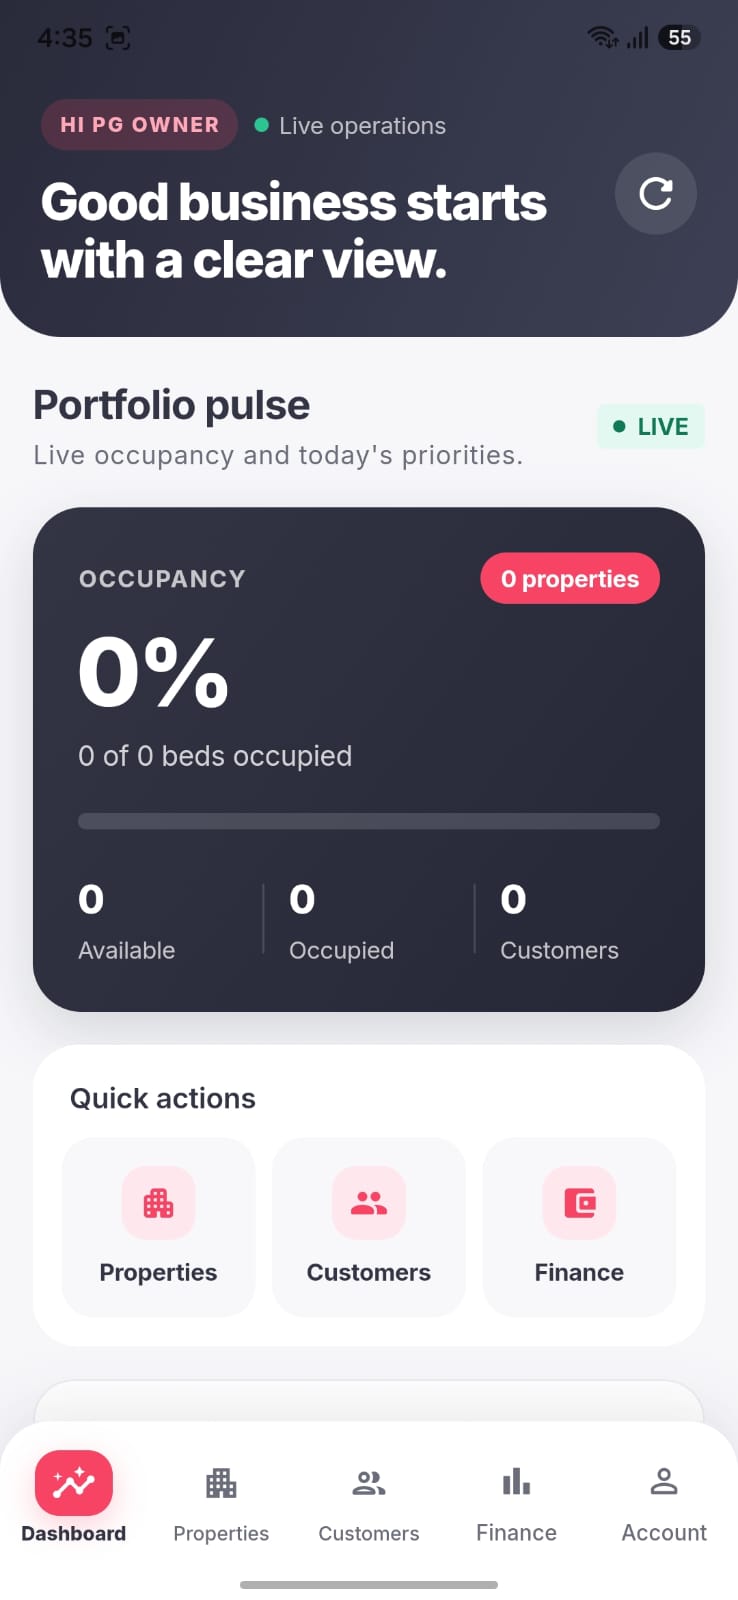 4:35
55
HI PG OWNER
Live operations
Good business starts
with a clear view.
Portfolio pulse
Live occupancy and today's priorities.
LIVE
OCCUPANCY
0 properties
0%
0 of 0 beds occupied
0
0
0
Available
Occupied
Customers
Quick actions
Properties
Customers
Finance
Dashboard
Properties
Customers
Finance
Account